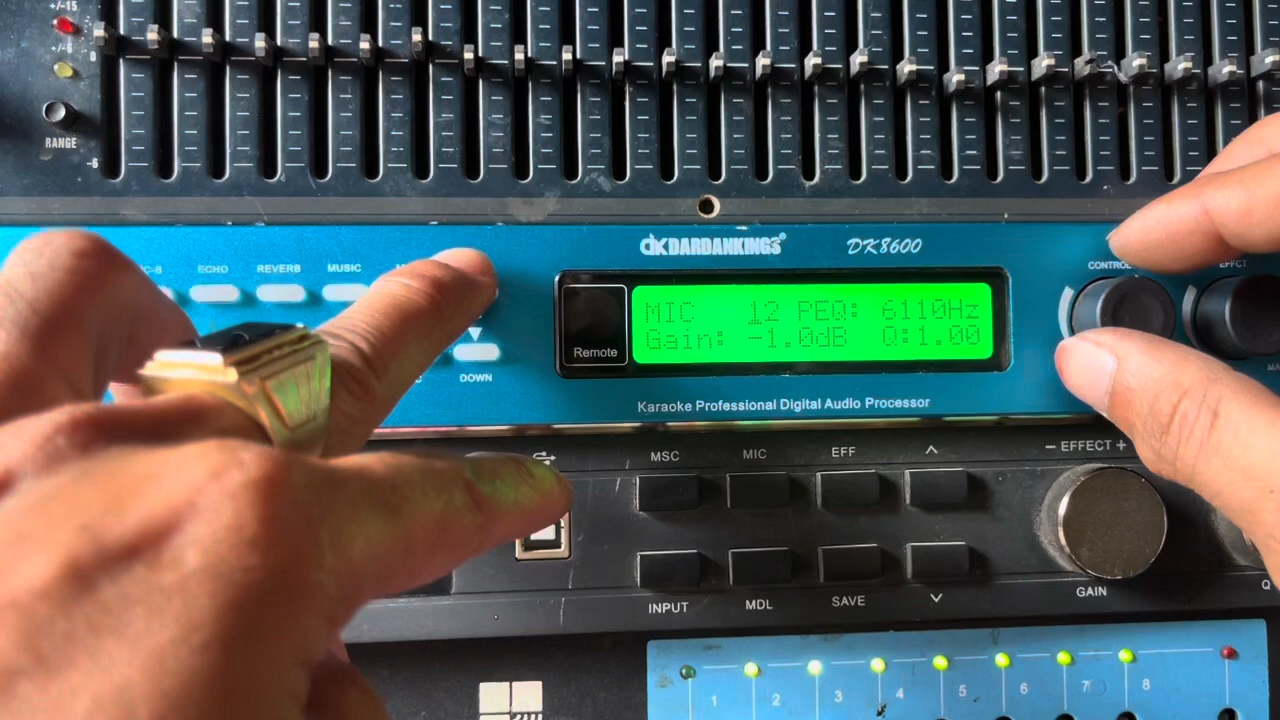 +/-15
+/-6
0
RANGE
-6
DARDANKINGS®
DK8600
ECHO
REVERB
MUSIC
CONTROL
EFFCT
MIC 12 PEQ: 6110Hz
Gain: -1.0dB Q:1.00
Remote
DOWN
Karaoke Professional Digital Audio Processor
MSC
MIC
EFF
- EFFECT +
INPUT
MDL
SAVE
GAIN
Q
1
2
3
4
5
6
7
8